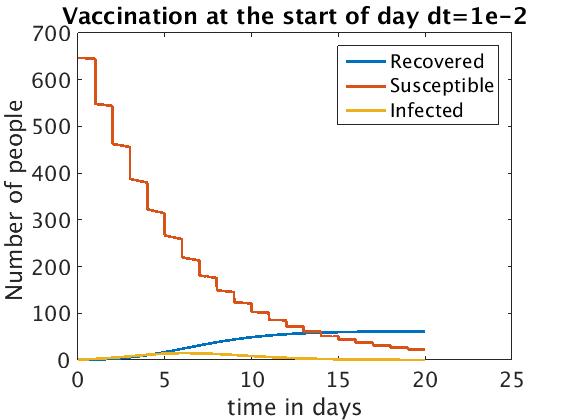 Vaccination at the start of day dt=1e-2
700
600
500
400
300
200
100
0
Number of people
Recovered
Susceptible
Infected
0 5 10 15 20 25
time in days